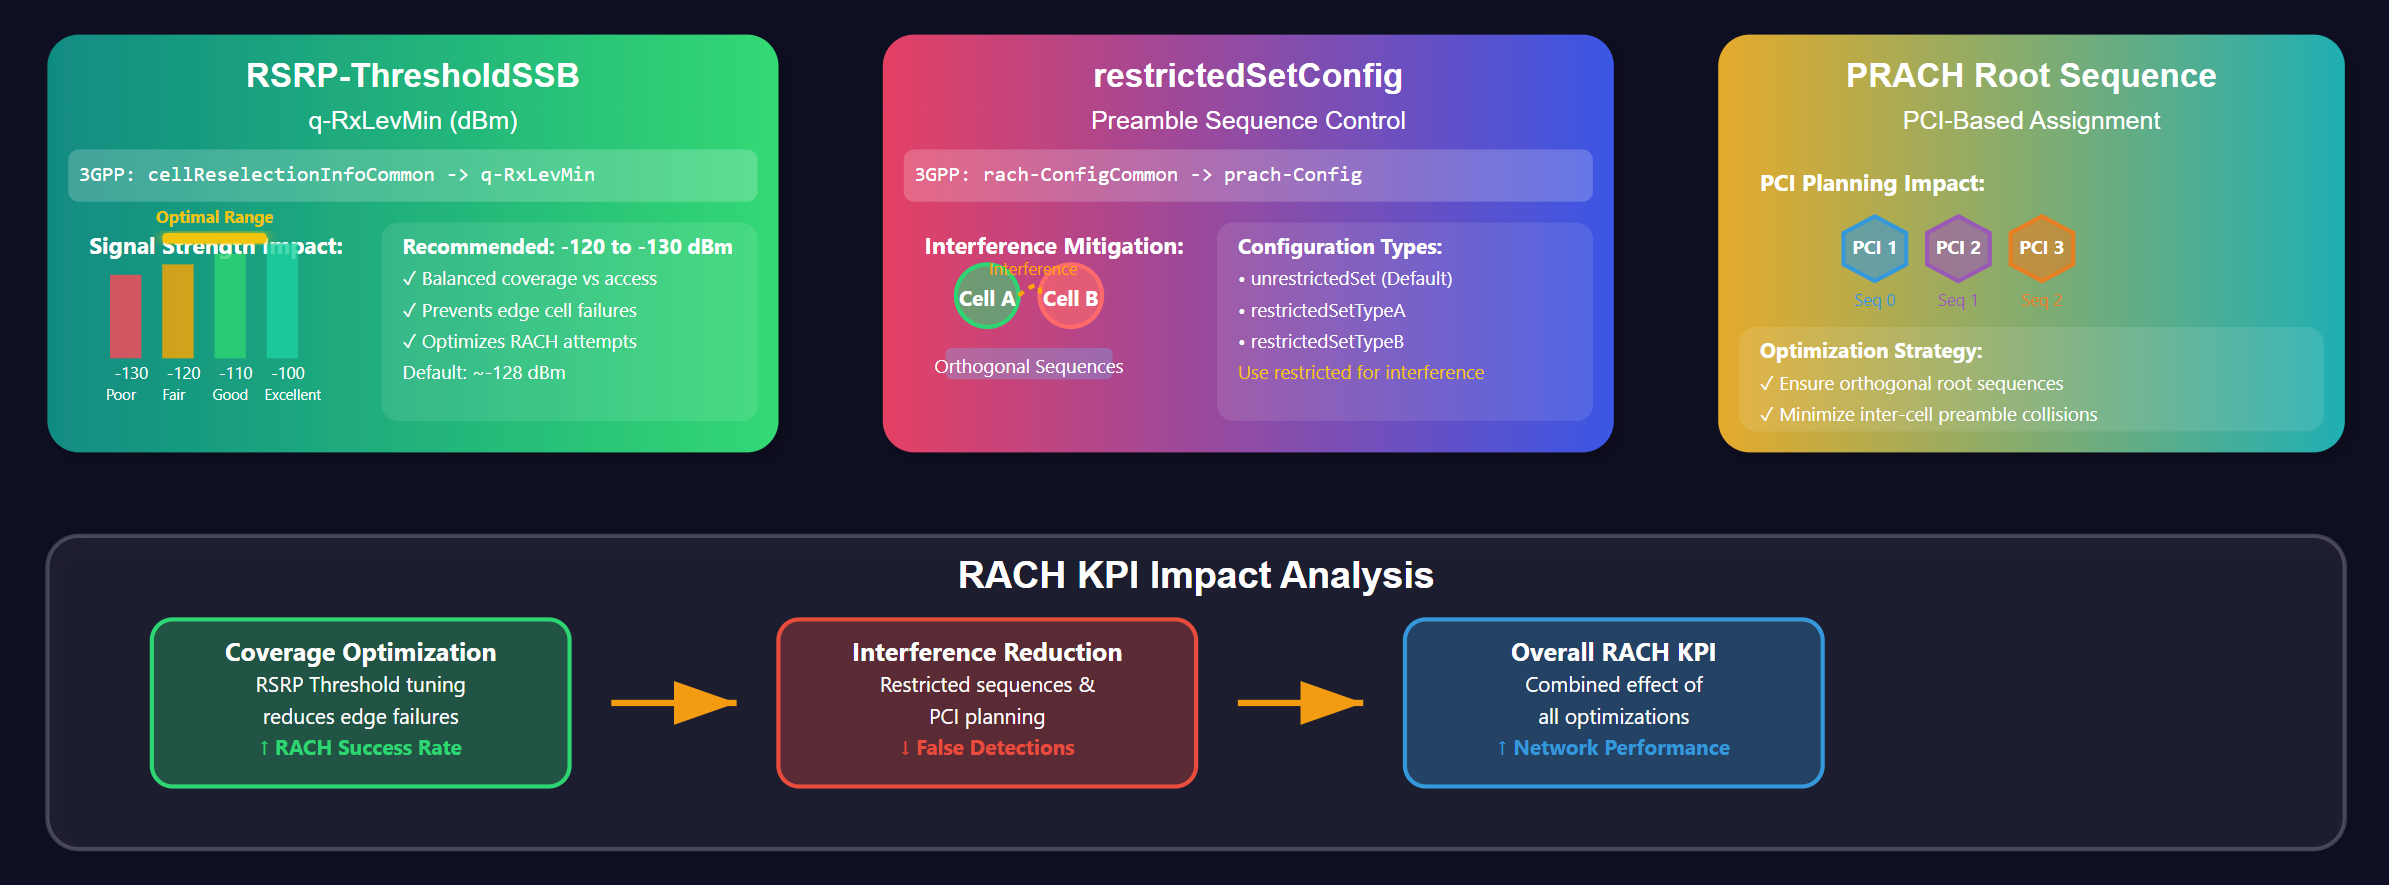 RSRP-ThresholdSSB
q-RxLevMin (dBm)
3GPP: cellReselectionInfoCommon -> q-RxLevMin
Optimal Range
Signal Strength Impact:
-130 -120 -110 -100
Poor Fair Good Excellent
Recommended: -120 to -130 dBm
✓ Balanced coverage vs access
✓ Prevents edge cell failures
✓ Optimizes RACH attempts
Default: ~-128 dBm
restrictedSetConfig
Preamble Sequence Control
3GPP: rach-ConfigCommon -> prach-Config
Interference Mitigation:
Interference
Cell A Cell B
Orthogonal Sequences
Configuration Types:
• unrestrictedSet (Default)
• restrictedSetTypeA
• restrictedSetTypeB
Use restricted for interference
PRACH Root Sequence
PCI-Based Assignment
PCI Planning Impact:
PCI 1 PCI 2 PCI 3
Seq 0 Seq 1 Seq 2
Optimization Strategy:
✓ Ensure orthogonal root sequences
✓ Minimize inter-cell preamble collisions
RACH KPI Impact Analysis
Coverage Optimization
RSRP Threshold tuning
reduces edge failures
↑ RACH Success Rate
Interference Reduction
Restricted sequences &
PCI planning
↓ False Detections
Overall RACH KPI
Combined effect of
all optimizations
↑ Network Performance